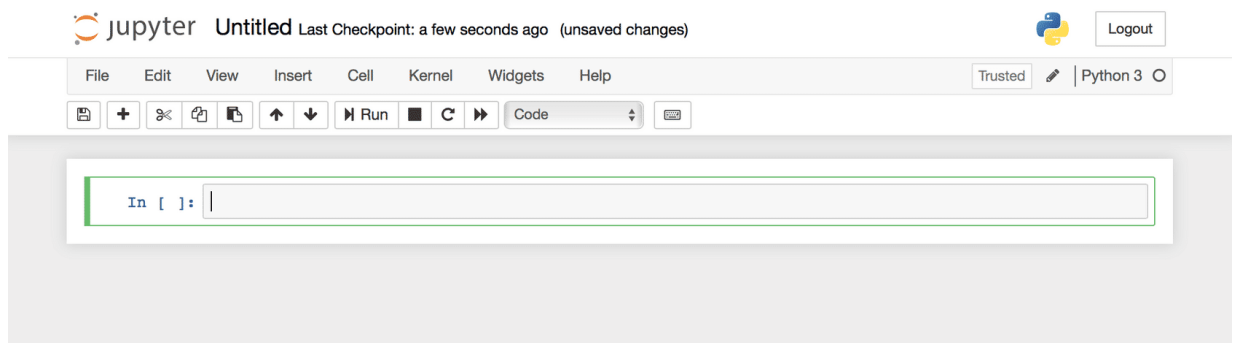 jupyter Untitled Last Checkpoint: a few seconds ago (unsaved changes) Logout
File Edit View Insert Cell Kernel Widgets Help Trusted Python 3
Run Code
In [ ]: